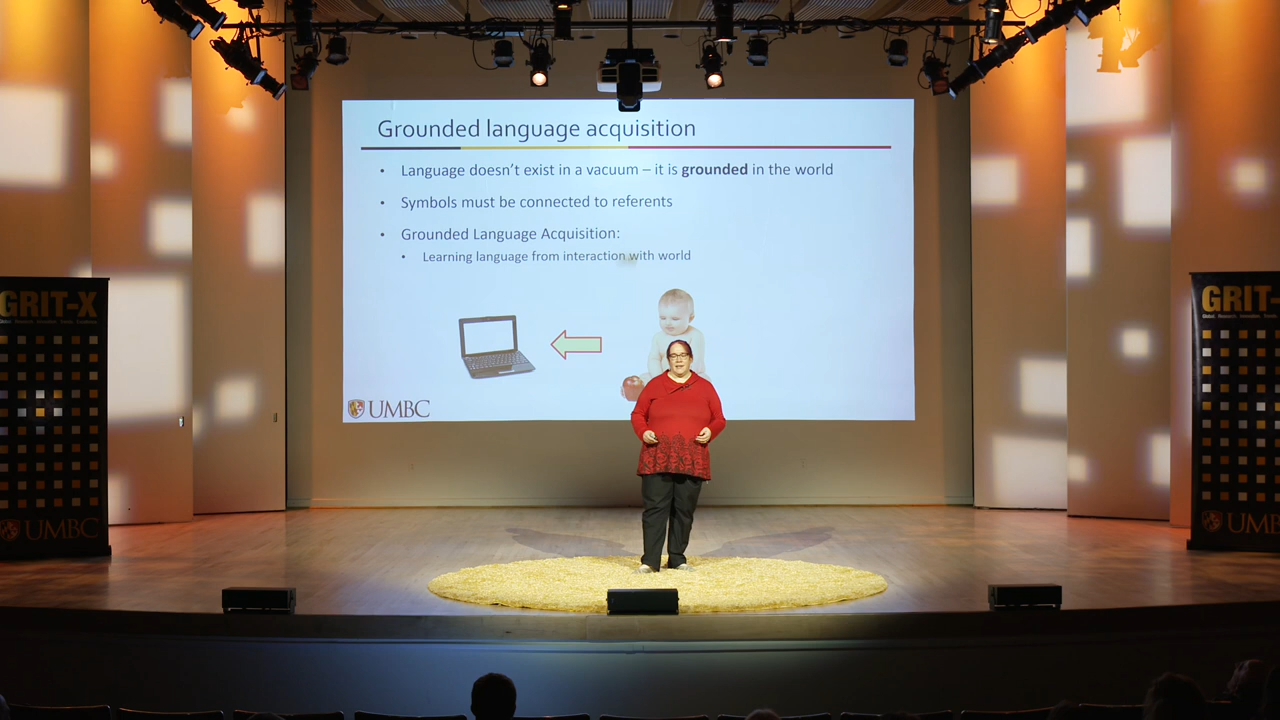 Grounded language acquisition
• Language doesn’t exist in a vacuum – it is grounded in the world
• Symbols must be connected to referents
• Grounded Language Acquisition:
• Learning language from interaction with world
UMBC
GRIT-X
UMBC
GRIT-
UMB